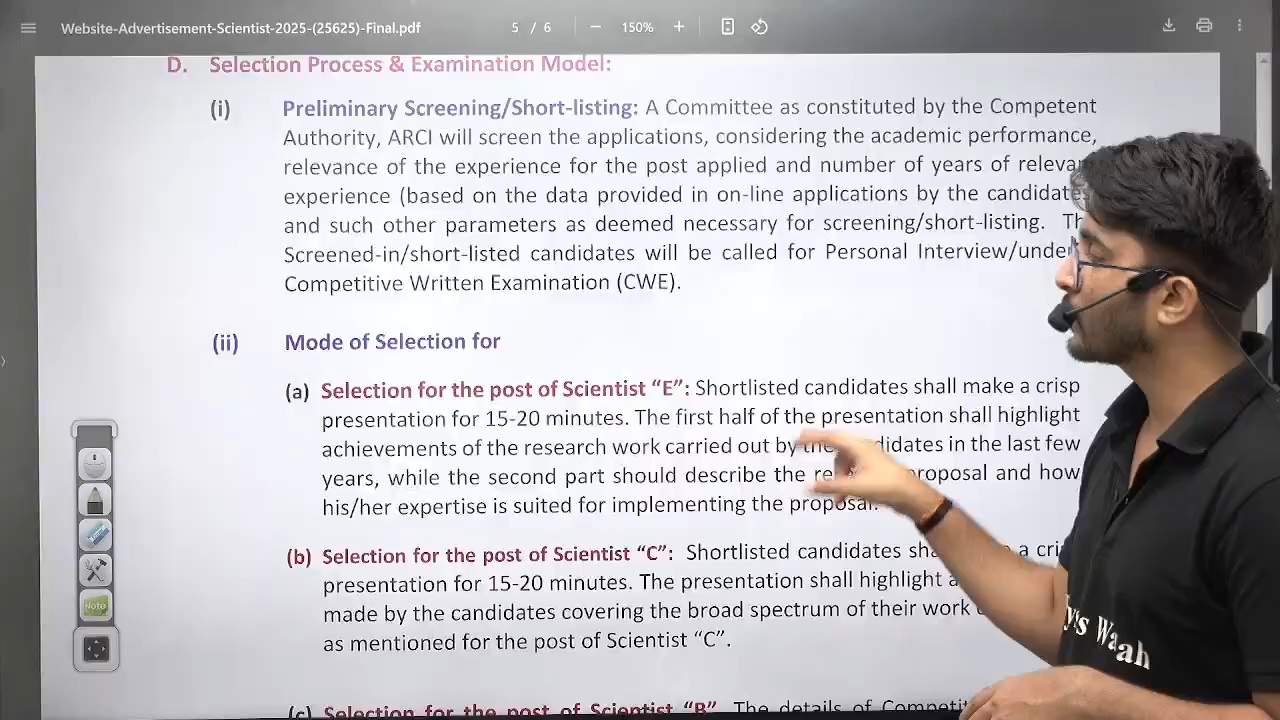 Website-Advertisement-Scientist-2025-(25625)-Final.pdf
5 / 6
150%
D. Selection Process & Examination Model:
(i) Preliminary Screening/Short-listing: A Committee as constituted by the Competent
Authority, ARCI will screen the applications, considering the academic performance,
relevance of the experience for the post applied and number of years of
experience (based on the data provided in on-line applications by the
and such other parameters as deemed necessary for screening/short-listing.
Screened-in/short-listed candidates will be called for Personal
Competitive Written Examination (CWE).
(ii) Mode of Selection for
(a) Selection for the post of Scientist "E": Shortlisted candidates shall make a crisp
presentation for 15-20 minutes. The first half of the presentation shall highlight
achievements of the research work carried out by in the last few
years, while the second part should describe the and how
his/her expertise is suited for implementing the proposal.
(b) Selection for the post of Scientist "C": Shortlisted candidates a
presentation for 15-20 minutes. The presentation shall highlight
made by the candidates covering the broad spectrum of their work
as mentioned for the post of Scientist "C".
(c) Selection for the post of Scientist "B" The details of
Note
Waah